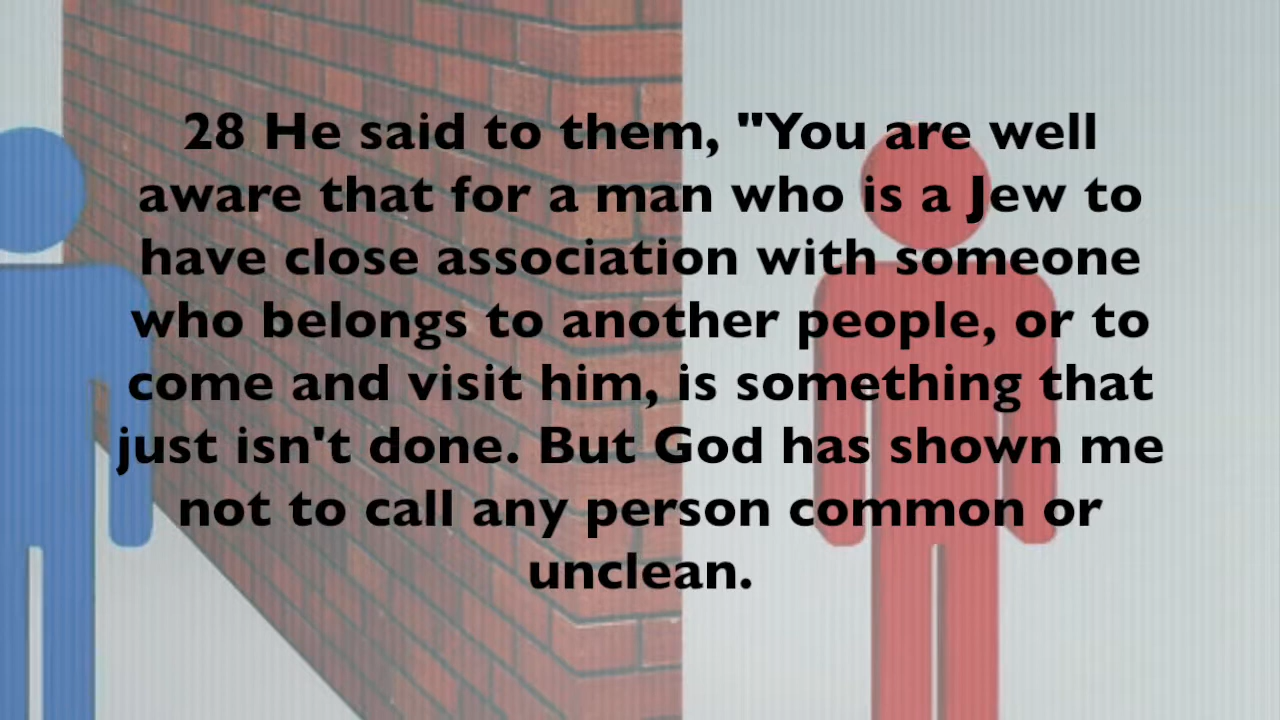 28 He said to them, "You are well
aware that for a man who is a Jew to
have close association with someone
who belongs to another people, or to
come and visit him, is something that
just isn't done. But God has shown me
not to call any person common or
unclean.